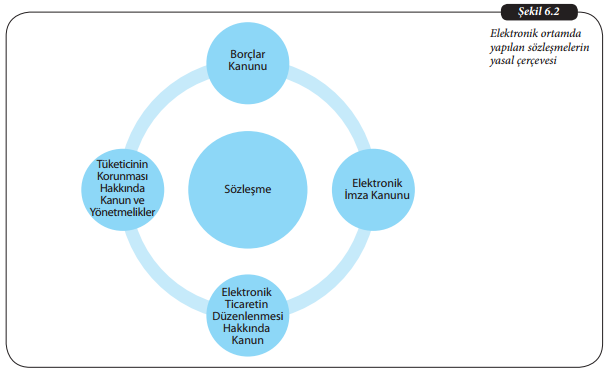 Şekil 6.2
Elektronik ortamda
yapılan sözleşmelerin
yasal çerçevesi
Borçlar
Kanunu
Tüketicinin
Korunması
Hakkında
Kanun ve
Yönetmelikler
Sözleşme
Elektronik
İmza Kanunu
Elektronik
Ticaretin
Düzenlenmesi
Hakkında
Kanun